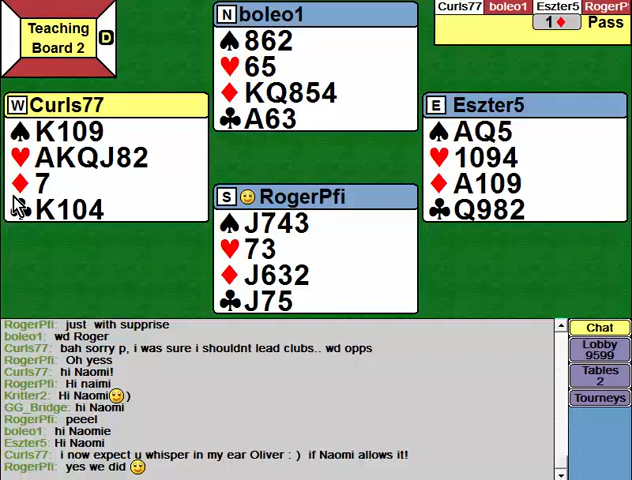 Teaching
Board 2
D
N boleo1
♠862
♥65
♦KQ854
♣A63
Curls77 boleo1 Eszter5 RogerP
1♦ Pass
W Curls77
♠K109
♥AKQJ82
♦7
♣K104
E Eszter5
♠AQ5
♥1094
♦A109
♣Q982
S RogerPfi
♠J743
♥73
♦J632
♣J75
RogerPfi: just with supprise
boleo1: wd Roger
Curls77: bah sorry p, i was sure i shouldnt lead clubs.. wd opps
RogerPfi: Oh yess
Curls77: hi Naomi!
RogerPfi: Hi naimi
Kritter2: Hi Naomi )
GG_Bridge: hi Naomi
RogerPfi: peeel
boleo1: hi Naomie
Eszter5: Hi Naomi
Curls77: i now expect u whisper in my ear Oliver : ) if Naomi allows it!
RogerPfi: yes we did
Chat
Lobby
9599
Tables
2
Tourneys